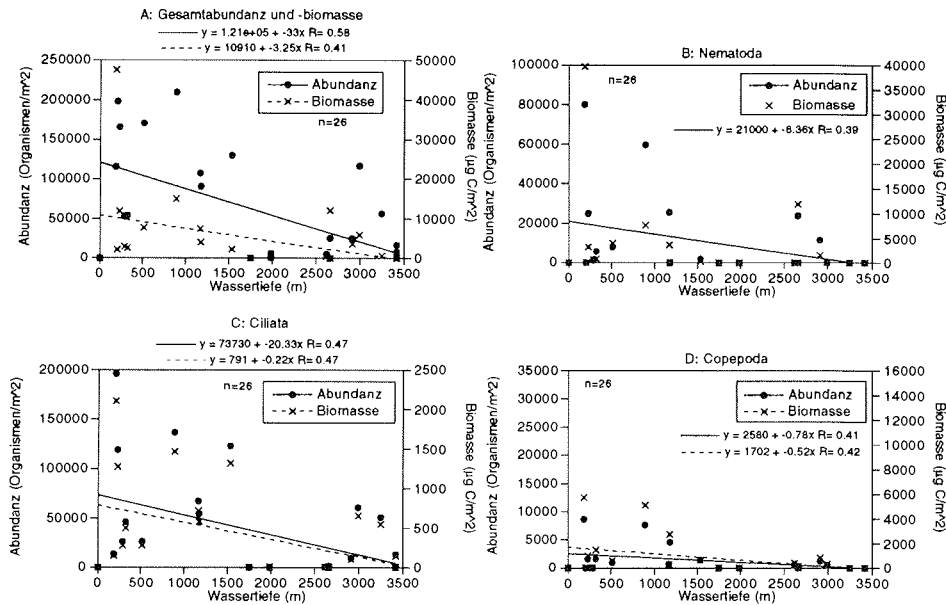 A: Gesamtabundanz und -biomasse
y = 1.21e+05 + -33x R= 0.58
y = 10910 + -3.25x R= 0.41
Abundanz (Organismen/m^2)
250000
200000
150000
100000
50000
0
Abundanz
Biomasse
n=26
50000
40000
30000
20000
10000
0
Biomasse (µg C/m^2)
0 500 1000 1500 2000 2500 3000 3500
Wassertiefe (m)
B: Nematoda
Abundanz (Organismen/m^2)
100000
80000
60000
40000
20000
0
n=26
Abundanz
Biomasse
y = 21000 + -6.36x R= 0.39
40000
35000
30000
25000
20000
15000
10000
5000
0
Biomasse (µg C/m^2)
0 500 1000 1500 2000 2500 3000 3500
Wassertiefe (m)
C: Ciliata
y = 73730 + -20.33x R= 0.47
y = 791 + -0.22x R= 0.47
Abundanz (Organismen/m^2)
200000
150000
100000
50000
0
n=26
Abundanz
Biomasse
2500
2000
1500
1000
500
0
Biomasse (µg C/m^2)
0 500 1000 1500 2000 2500 3000 3500
Wassertiefe (m)
D: Copepoda
Abundanz (Organismen/m^2)
35000
30000
25000
20000
15000
10000
5000
0
n=26
Abundanz
Biomasse
y = 2580 + -0.78x R= 0.41
y = 1702 + -0.52x R= 0.42
16000
14000
12000
10000
8000
6000
4000
2000
0
Biomasse (µg C/m^2)
0 500 1000 1500 2000 2500 3000 3500
Wassertiefe (m)